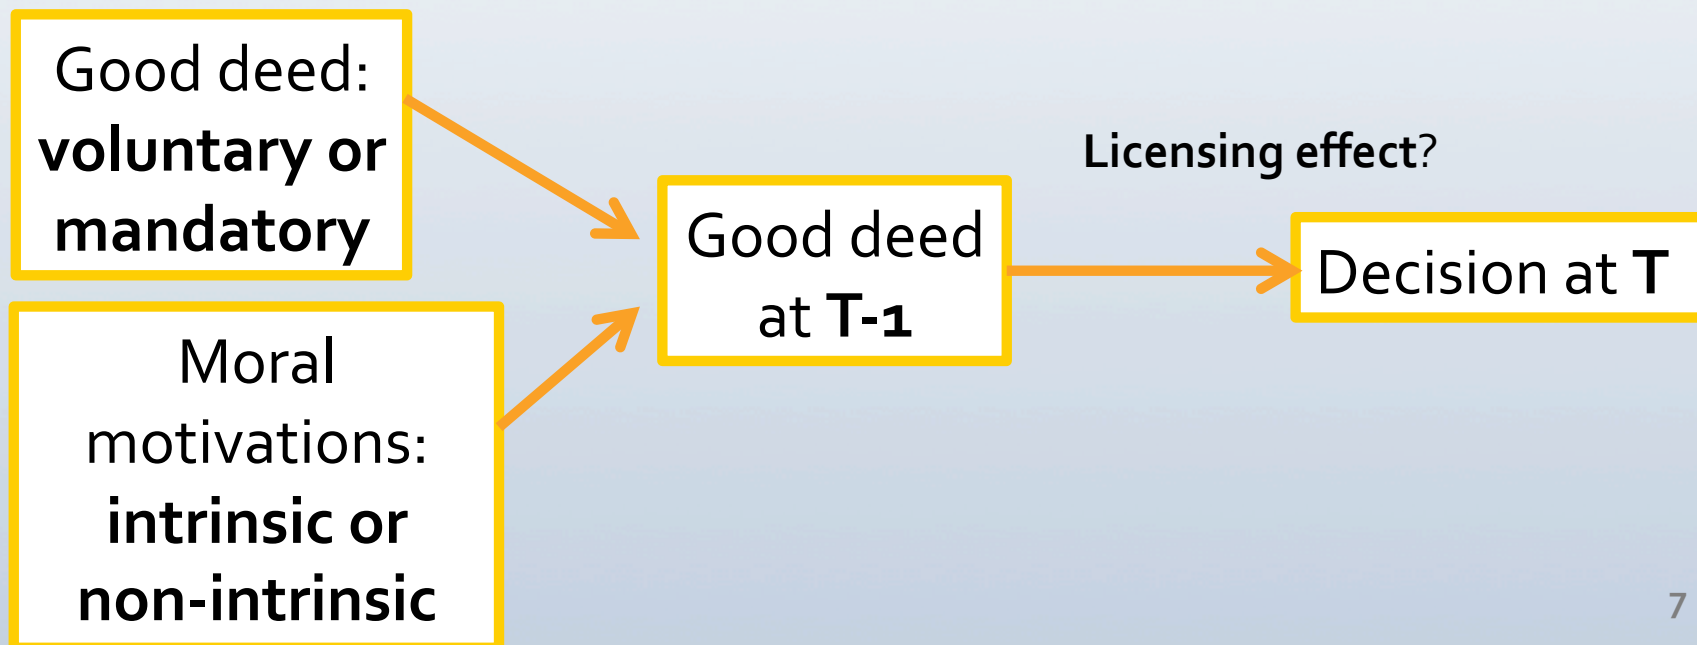 Good deed:
voluntary or
mandatory
Moral
motivations:
intrinsic or
non-intrinsic
Good deed
at T-1
Licensing effect?
Decision at T
7